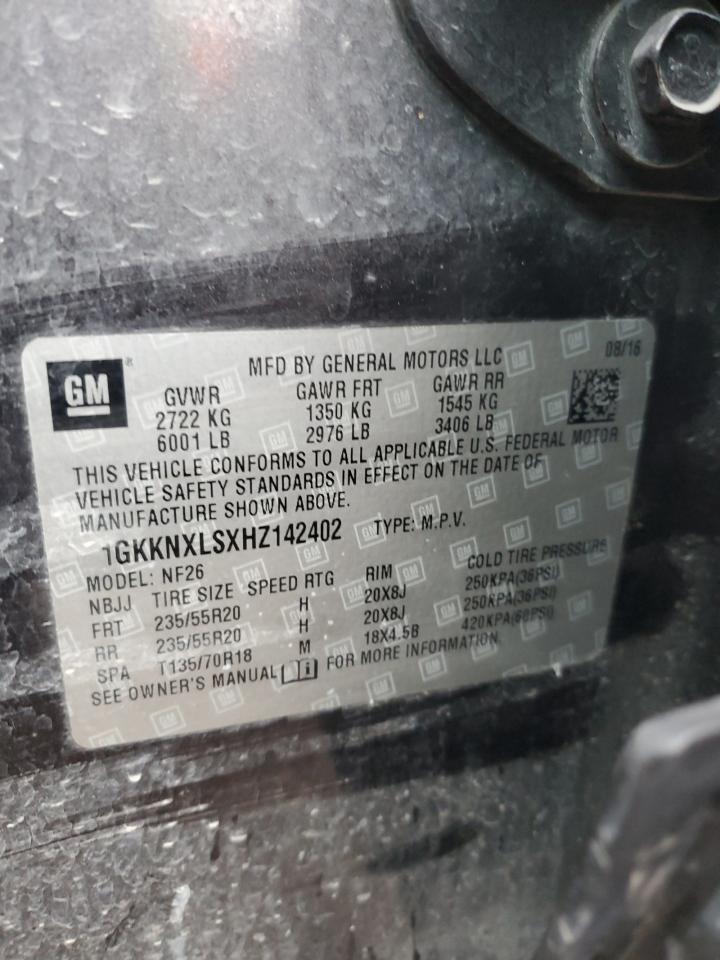 GM
MFD BY GENERAL MOTORS LLC 08/16
GVWR GAWR FRT GAWR RR
2722 KG 1350 KG 1545 KG
6001 LB 2976 LB 3406 LB
THIS VEHICLE CONFORMS TO ALL APPLICABLE U.S. FEDERAL MOTOR
VEHICLE SAFETY STANDARDS IN EFFECT ON THE DATE OF
MANUFACTURE SHOWN ABOVE.
1GKKNXLSXHZ142402 TYPE: M.P.V.
MODEL: NF26
NBJJ TIRE SIZE SPEED RTG RIM COLD TIRE PRESSURE
FRT 235/55R20 H 20X8J 250KPA(36PSI)
RR 235/55R20 H 20X8J 250KPA(36PSI)
SPA T135/70R18 M 18X4.5B 420KPA(60PSI)
SEE OWNER'S MANUAL FOR MORE INFORMATION.